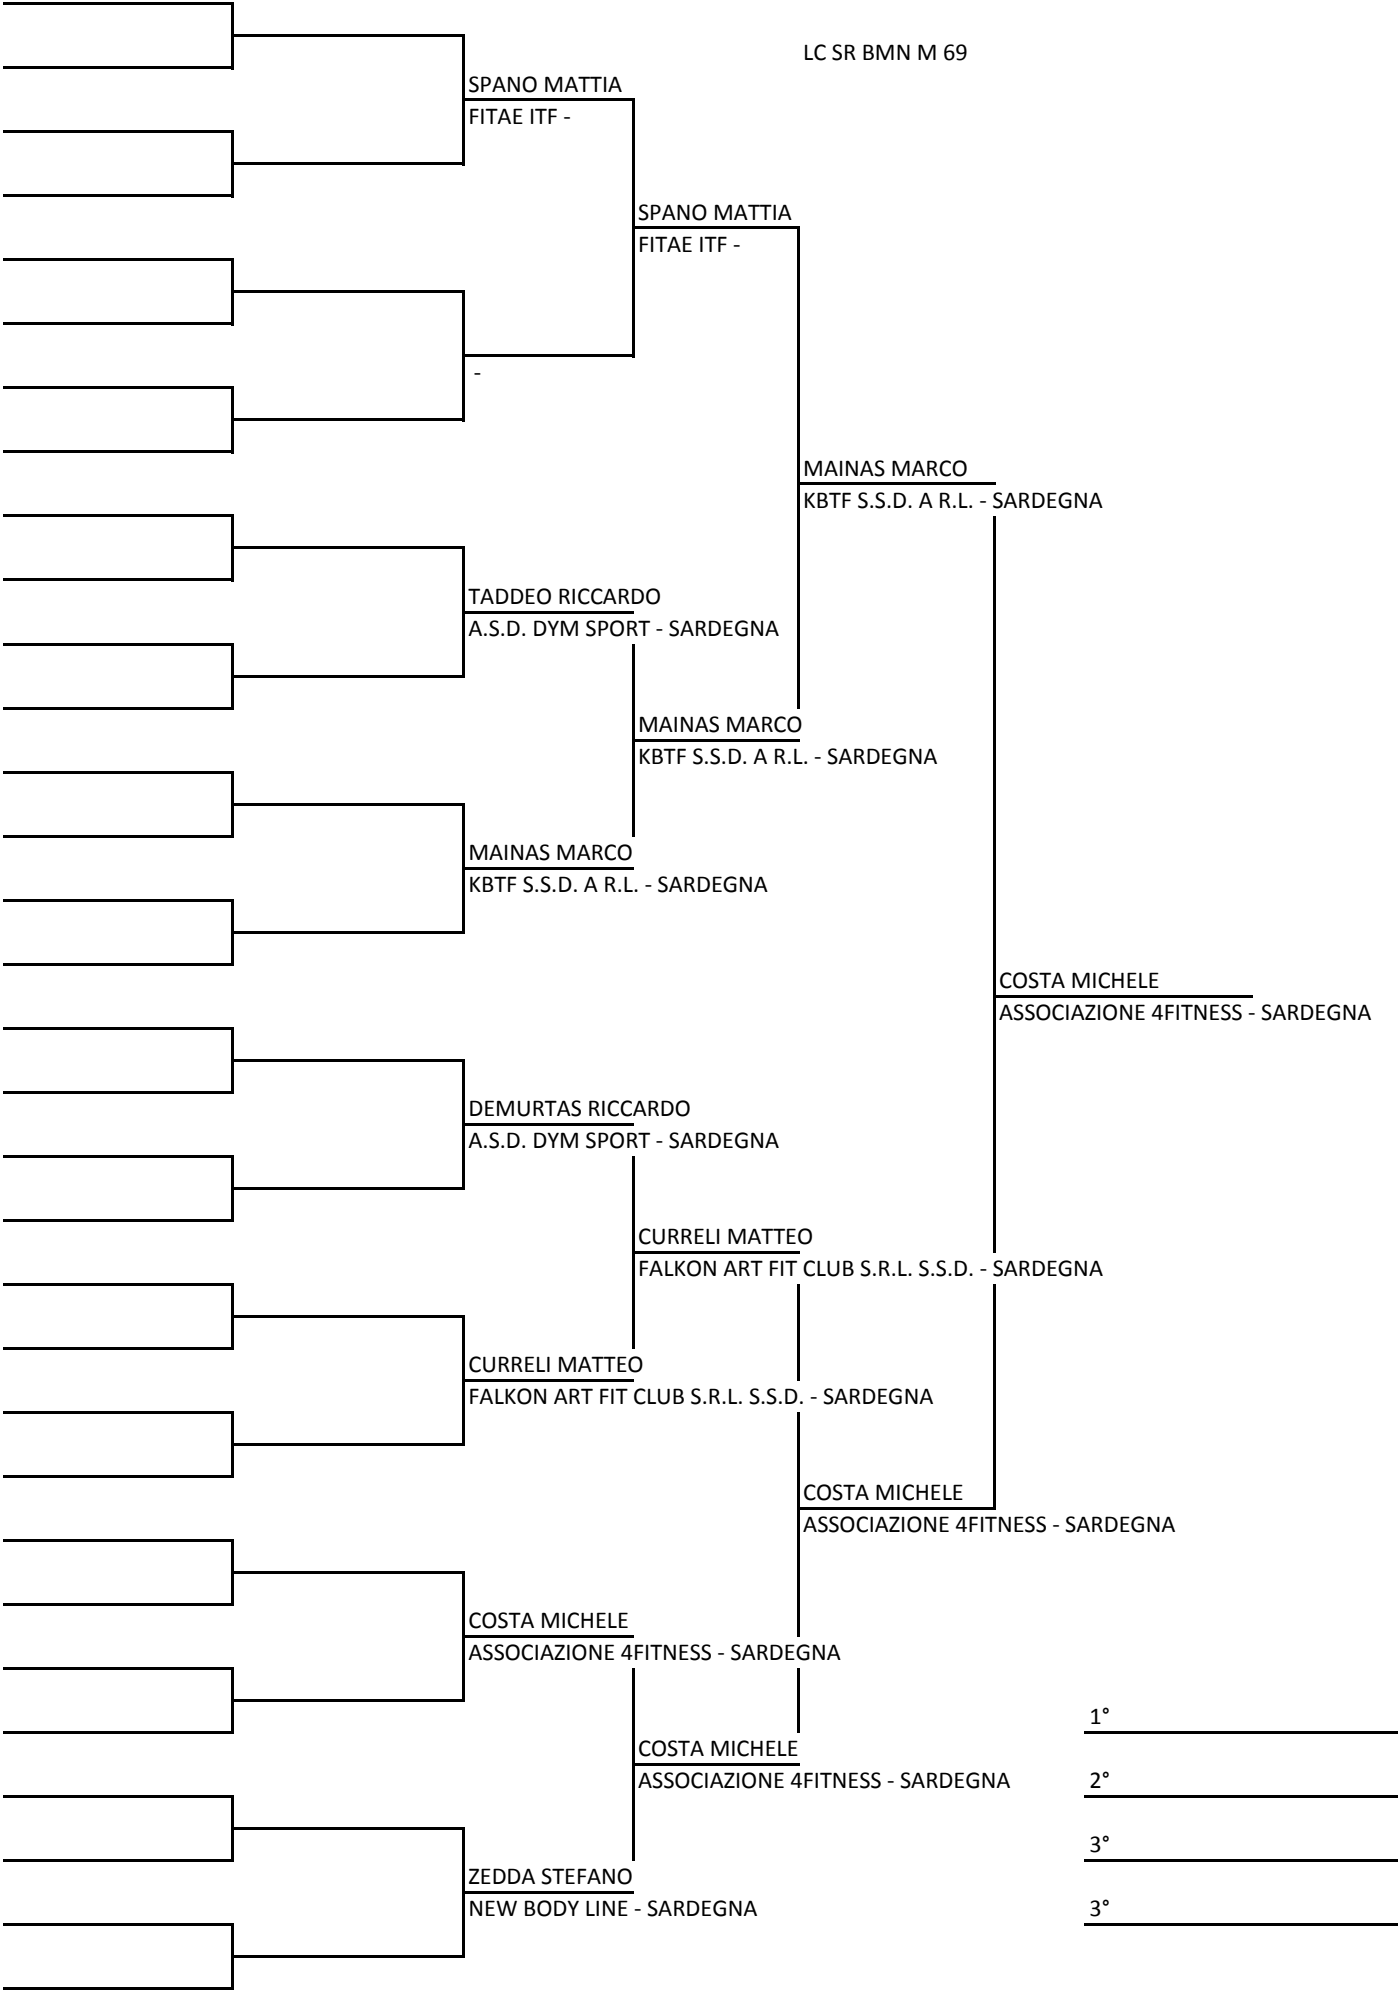 LC SR BMN M 69
SPANO MATTIA
FITAE ITF -
SPANO MATTIA
FITAE ITF -
-
MAINAS MARCO
KBTF S.S.D. A R.L. - SARDEGNA
TADDEO RICCARDO
A.S.D. DYM SPORT - SARDEGNA
MAINAS MARCO
KBTF S.S.D. A R.L. - SARDEGNA
MAINAS MARCO
KBTF S.S.D. A R.L. - SARDEGNA
COSTA MICHELE
ASSOCIAZIONE 4FITNESS - SARDEGNA
DEMURTAS RICCARDO
A.S.D. DYM SPORT - SARDEGNA
CURRELI MATTEO
FALKON ART FIT CLUB S.R.L. S.S.D. - SARDEGNA
CURRELI MATTEO
FALKON ART FIT CLUB S.R.L. S.S.D. - SARDEGNA
COSTA MICHELE
ASSOCIAZIONE 4FITNESS - SARDEGNA
COSTA MICHELE
ASSOCIAZIONE 4FITNESS - SARDEGNA
1°
COSTA MICHELE
ASSOCIAZIONE 4FITNESS - SARDEGNA
2°
3°
ZEDDA STEFANO
NEW BODY LINE - SARDEGNA
3°